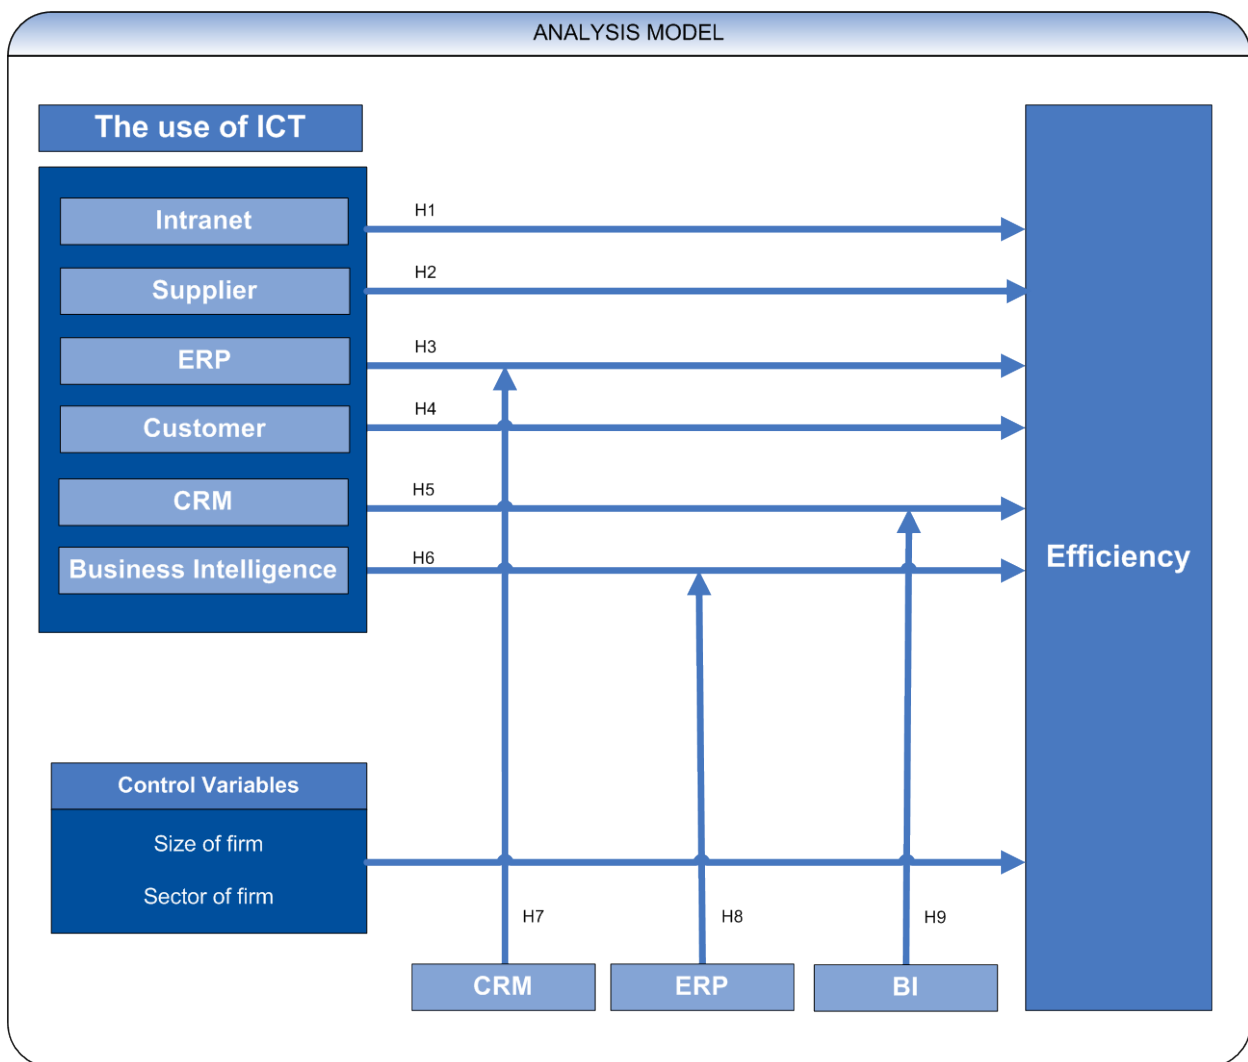 ANALYSIS MODEL
The use of ICT
Intranet
H1
Supplier
H2
ERP
H3
Customer
H4
CRM
H5
Business Intelligence
H6
Efficiency
Control Variables
Size of firm
Sector of firm
H7
H8
H9
CRM
ERP
BI